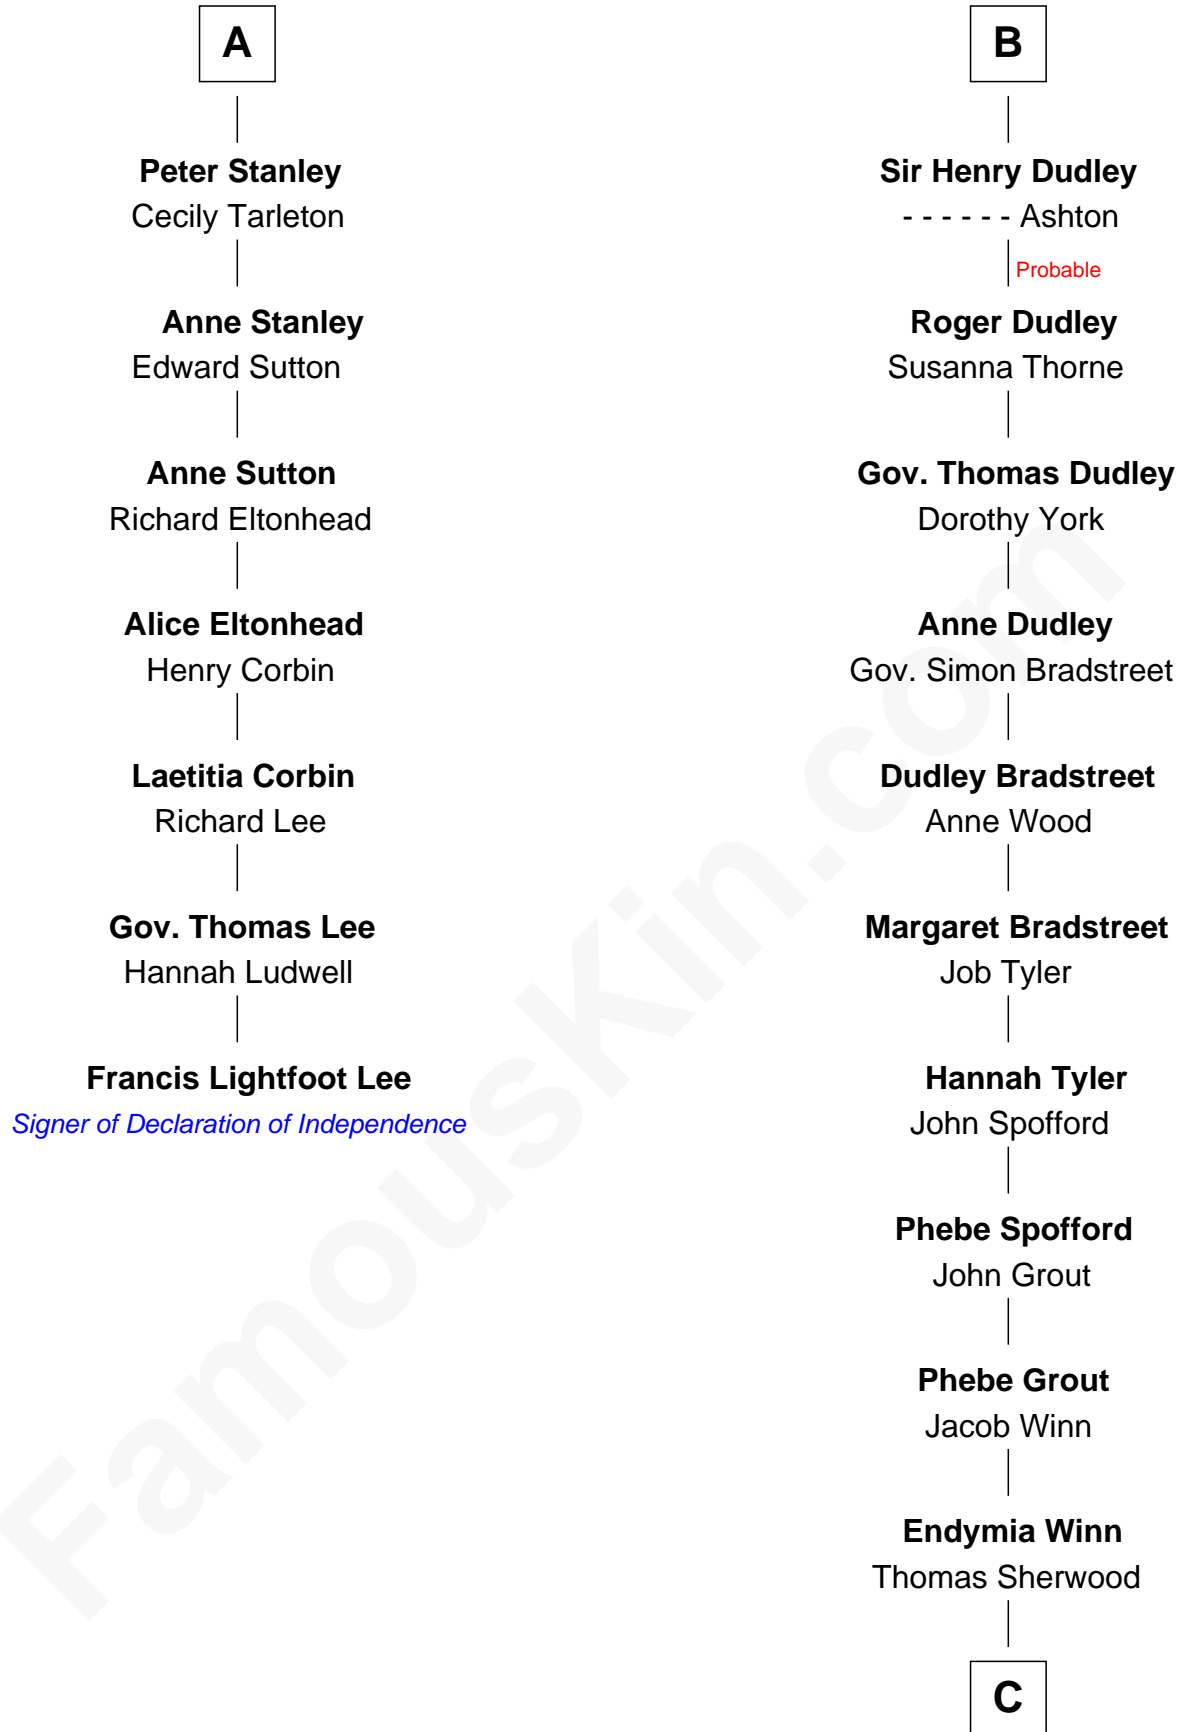 A
Peter Stanley
Cecily Tarleton
Anne Stanley
Edward Sutton
Anne Sutton
Richard Eltonhead
Alice Eltonhead
Henry Corbin
Laetitia Corbin
Richard Lee
Gov. Thomas Lee
Hannah Ludwell
Francis Lightfoot Lee
Signer of Declaration of Independence
B
Sir Henry Dudley
- - - - - - Ashton
Probable
Roger Dudley
Susanna Thorne
Gov. Thomas Dudley
Dorothy York
Anne Dudley
Gov. Simon Bradstreet
Dudley Bradstreet
Anne Wood
Margaret Bradstreet
Job Tyler
Hannah Tyler
John Spofford
Phebe Spofford
John Grout
Phebe Grout
Jacob Winn
Endymia Winn
Thomas Sherwood
C
FamousKin.com